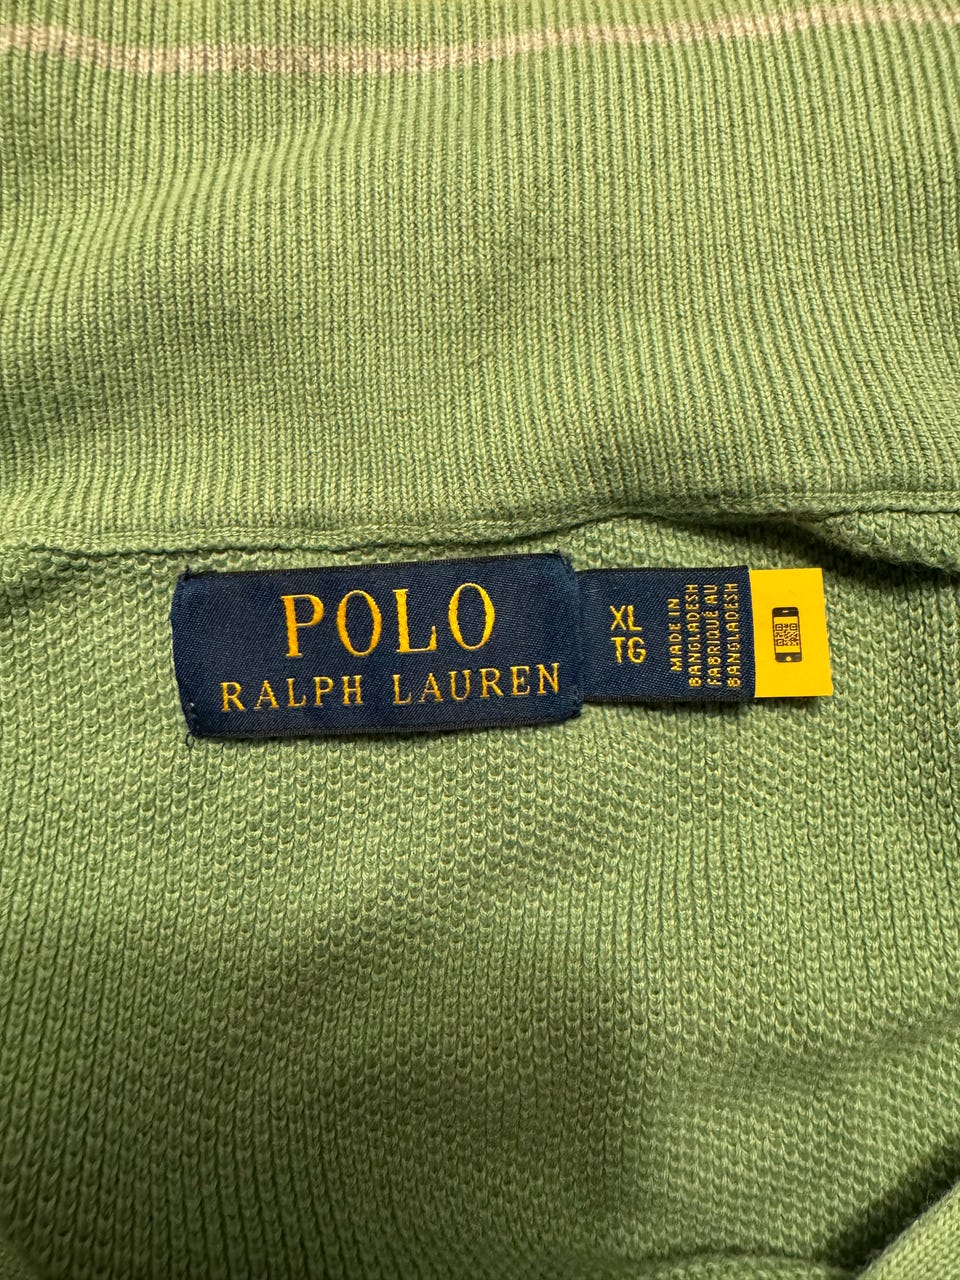 POLO
RALPH LAUREN
XL
TG
MADE IN
BANGLADESH
FABRIQUÉ AU
BANGLADESH